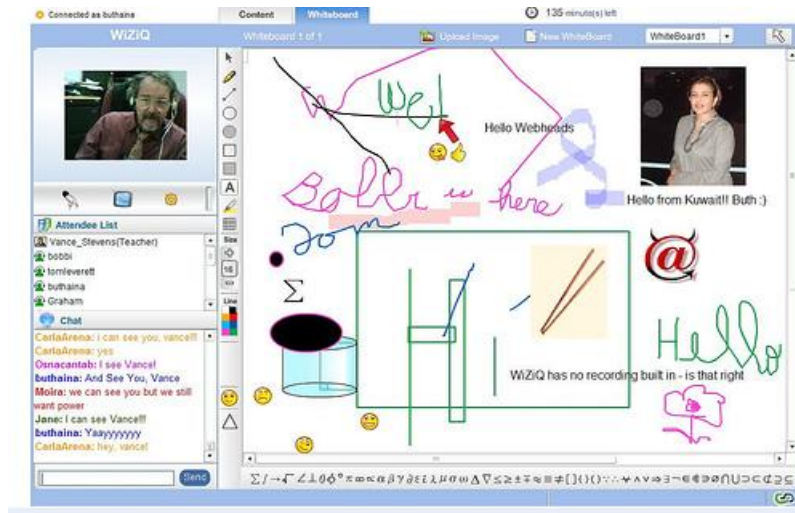 Connected as buthaina
Content
Whiteboard
135 minute(s) left
WiZiQ
Whiteboard 1 of 1
Upload Image
New WhiteBoard
WhiteBoard1
Wel
Hello Webheads
Hello from Kuwait!! Buth :)
is here
Tom
Attendee List
Vance_Stevens(Teacher)
bobbi
tomleverett
buthaina
Graham
A
Size
16
Line
Σ
@
Hi
Hello
WiZiQ has no recording built in - is that right
Chat
CarlaArena: i can see you, vance!!!
CarlaArena: yes
Osnacantab: I see Vance!
buthaina: And See You, Vance
Moira: we can see you but we still
want power
Jane: I can see Vance!!!
buthaina: Yaayyyyyyy
CarlaArena: hey, vance!
Send